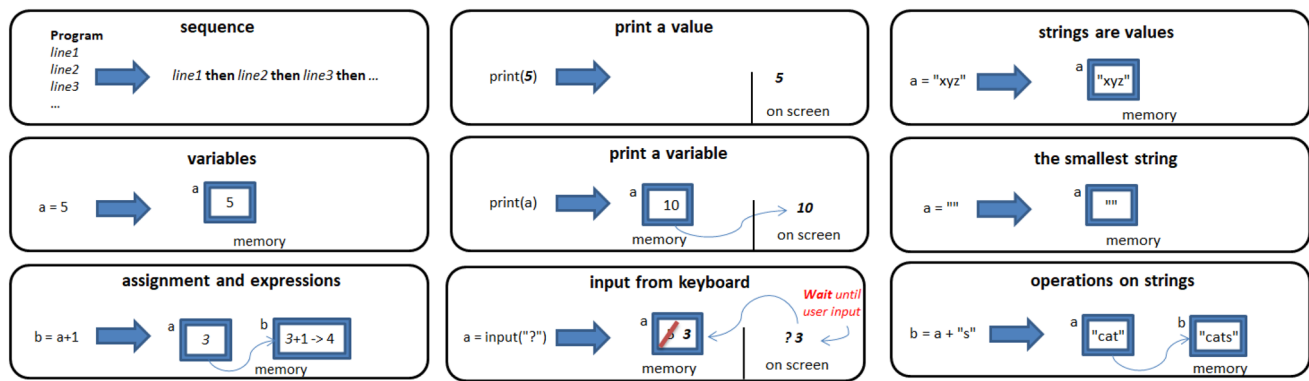 sequence
Program
line1
line2
line3
...
line1 then line2 then line3 then ...
print a value
print(5)
5
on screen
strings are values
a = "xyz"
a
"xyz"
memory
variables
a = 5
a
5
memory
print a variable
print(a)
a
10
memory
10
on screen
the smallest string
a = ""
a
""
memory
assignment and expressions
b = a+1
a
3
b
3+1 -> 4
memory
input from keyboard
a = input("?")
a
5 3
memory
Wait until
user input
? 3
on screen
operations on strings
b = a + "s"
a
"cat"
b
"cats"
memory